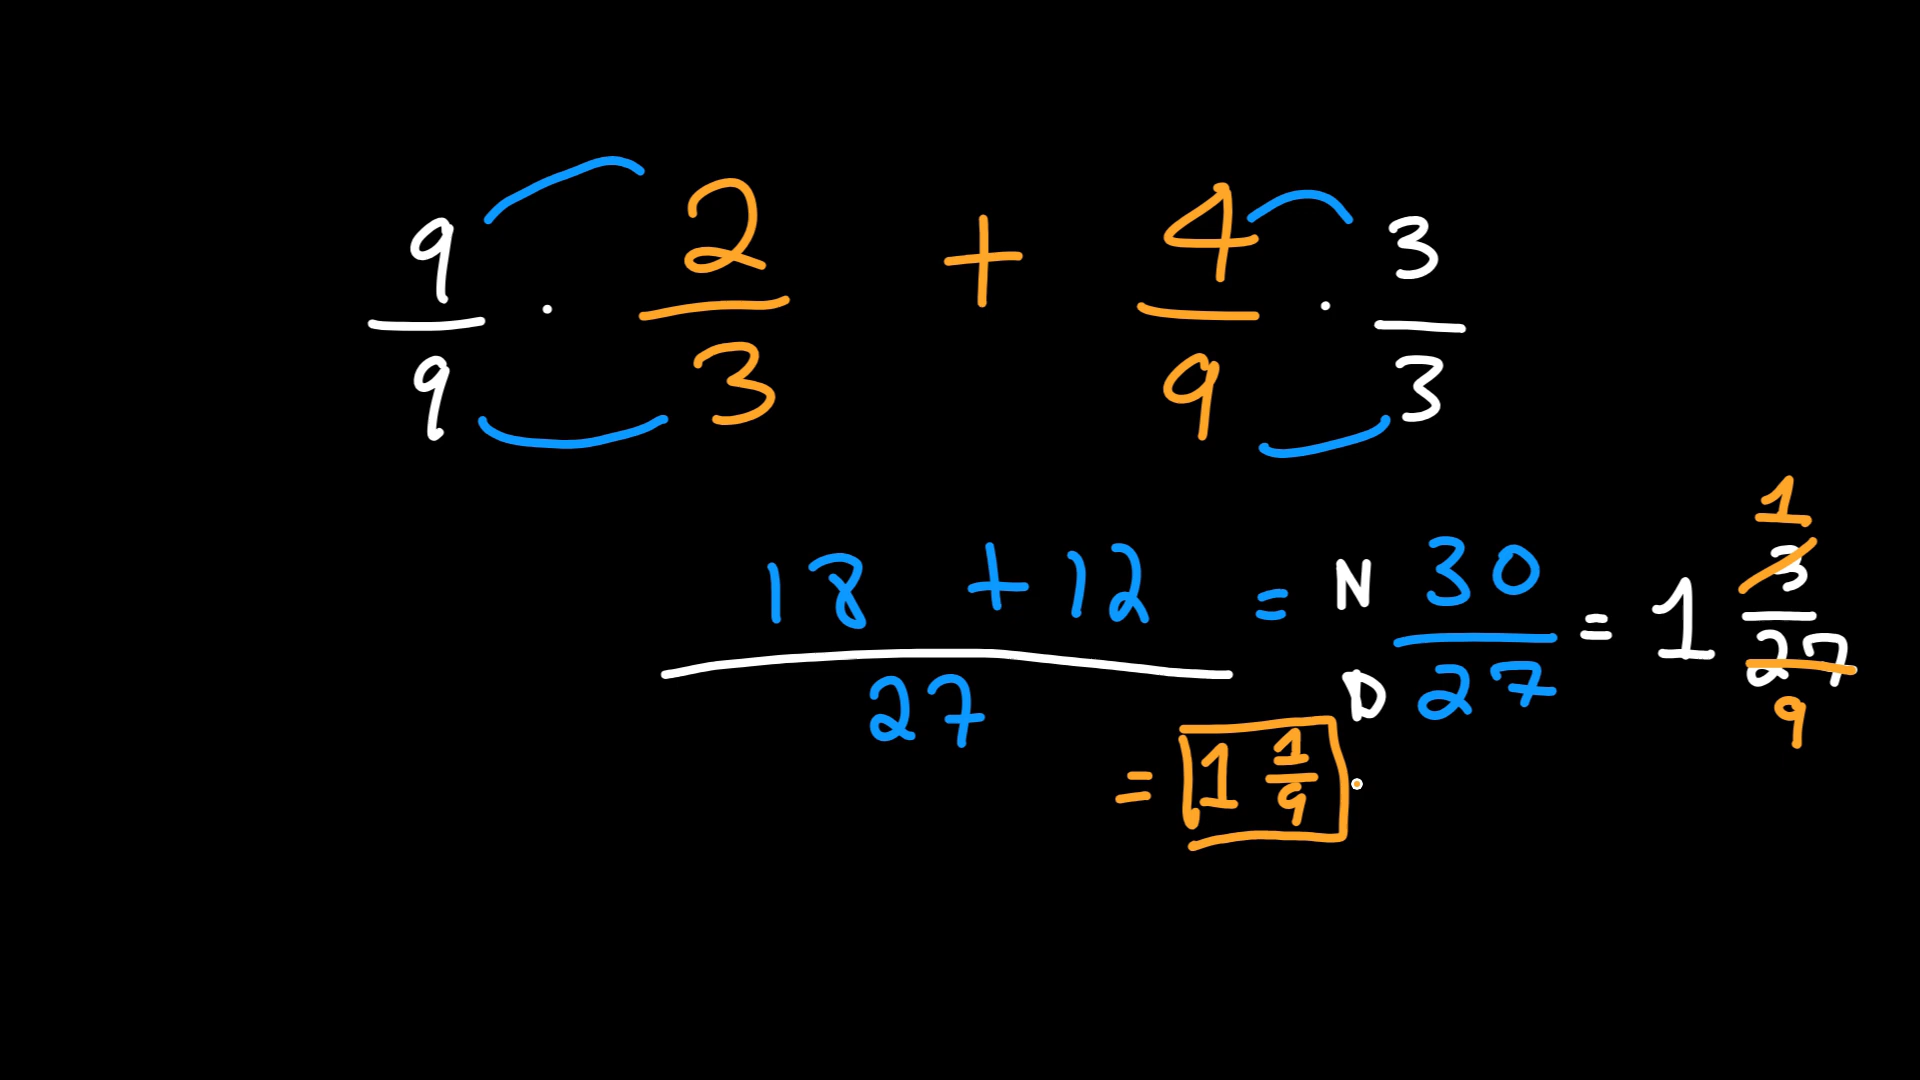 9/9 · 2/3 + 4/9 · 3/3
18 + 12 / 27 = N 30 / D 27 = 1 3/27 1 9
= 1 1/9